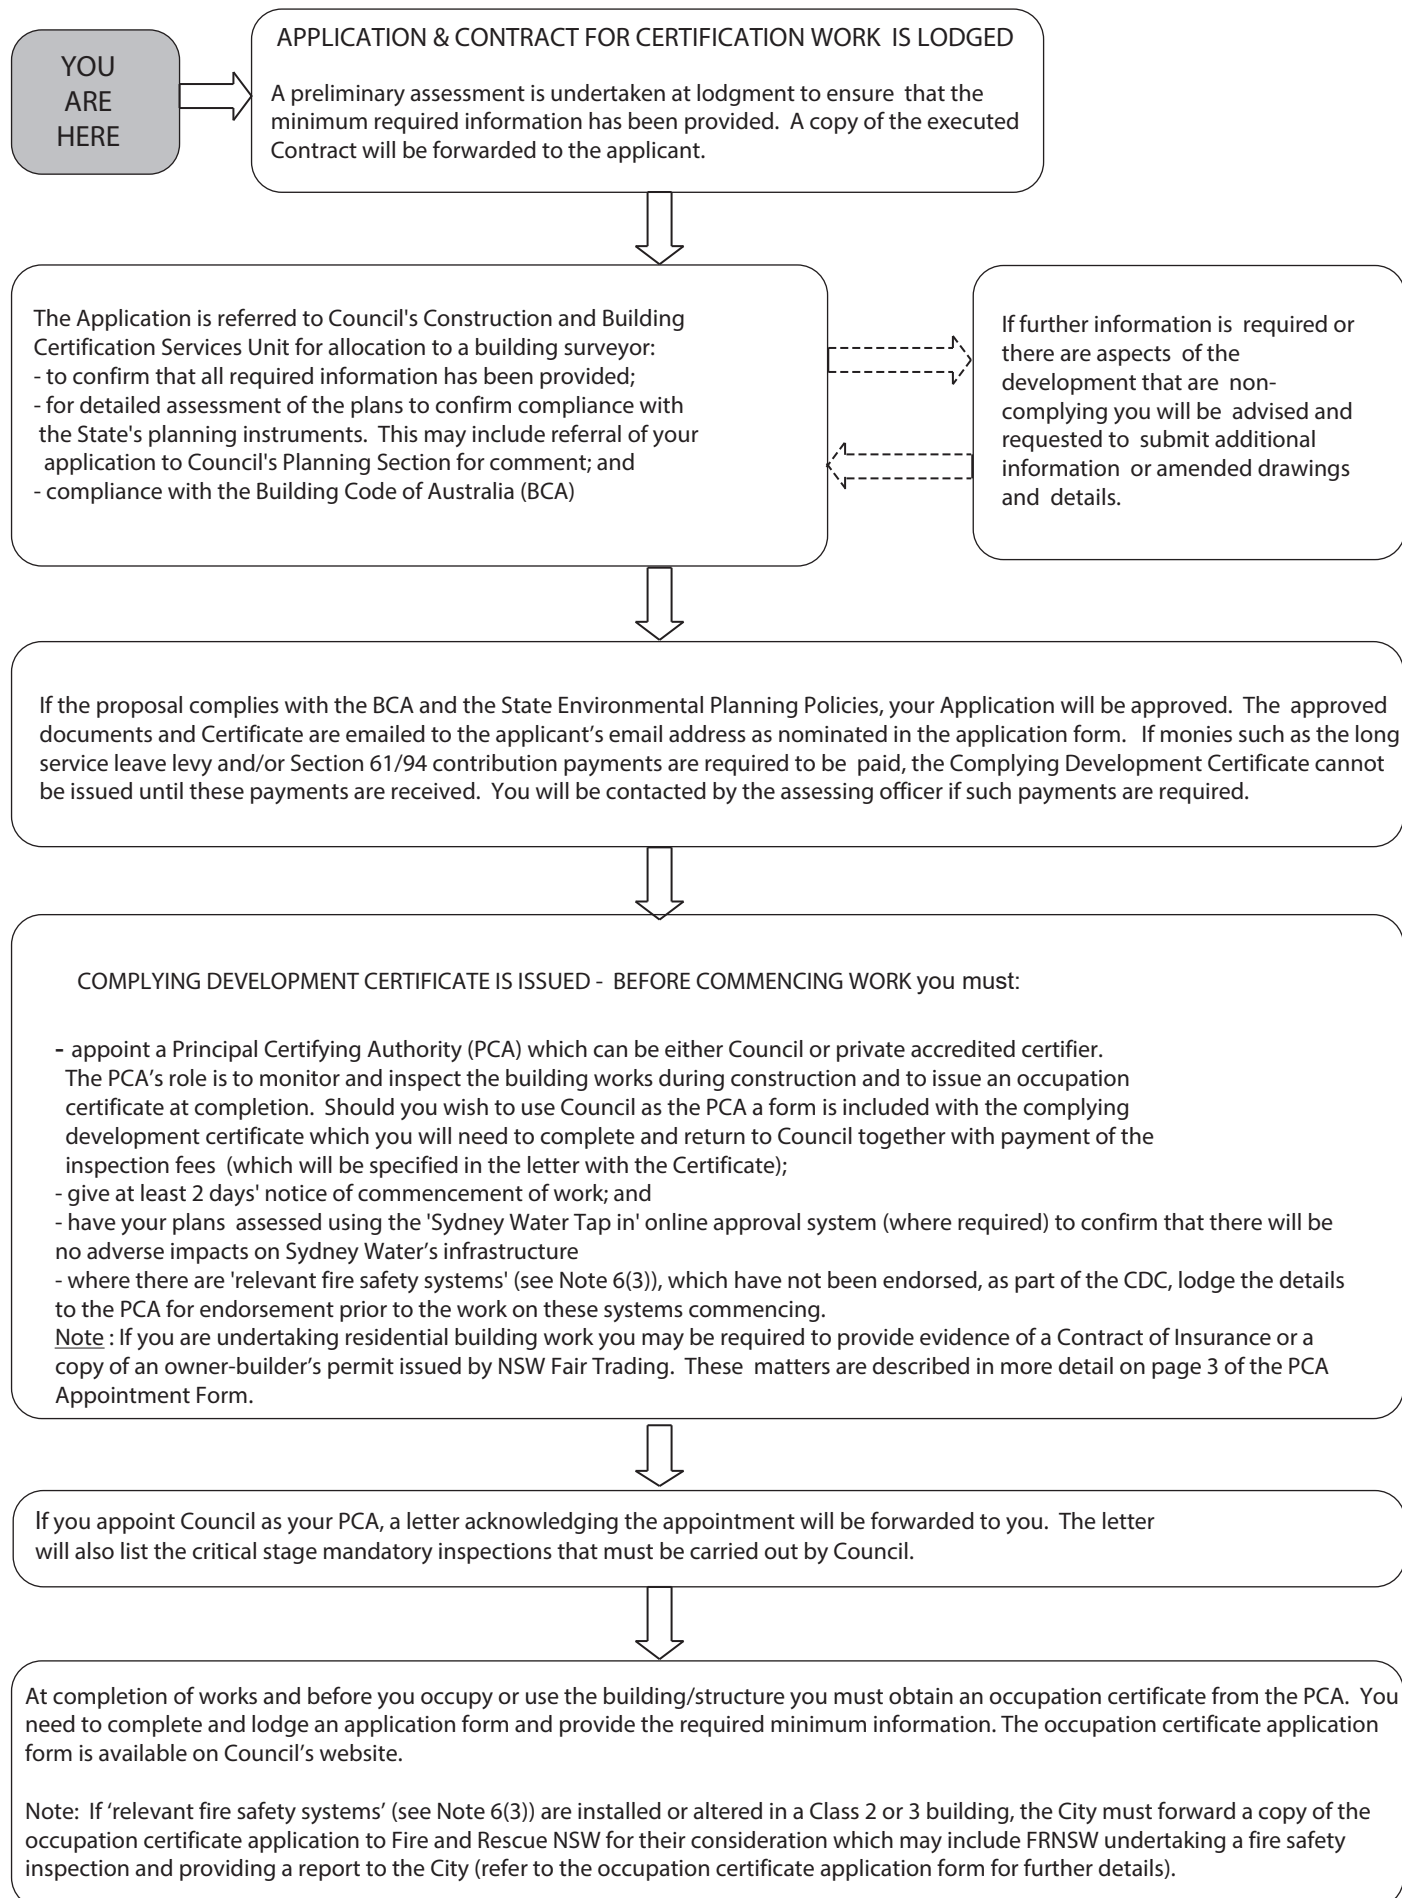 YOU
ARE
HERE
APPLICATION & CONTRACT FOR CERTIFICATION WORK IS LODGED
A preliminary assessment is undertaken at lodgment to ensure that the
minimum required information has been provided. A copy of the executed
Contract will be forwarded to the applicant.
The Application is referred to Council's Construction and Building
Certification Services Unit for allocation to a building surveyor:
- to confirm that all required information has been provided;
- for detailed assessment of the plans to confirm compliance with
the State's planning instruments. This may include referral of your
application to Council's Planning Section for comment; and
- compliance with the Building Code of Australia (BCA)
If further information is required or
there are aspects of the
development that are non-
complying you will be advised and
requested to submit additional
information or amended drawings
and details.
If the proposal complies with the BCA and the State Environmental Planning Policies, your Application will be approved. The approved
documents and Certificate are emailed to the applicant’s email address as nominated in the application form. If monies such as the long
service leave levy and/or Section 61/94 contribution payments are required to be paid, the Complying Development Certificate cannot
be issued until these payments are received. You will be contacted by the assessing officer if such payments are required.
COMPLYING DEVELOPMENT CERTIFICATE IS ISSUED - BEFORE COMMENCING WORK you must:
- appoint a Principal Certifying Authority (PCA) which can be either Council or private accredited certifier.
The PCA’s role is to monitor and inspect the building works during construction and to issue an occupation
certificate at completion. Should you wish to use Council as the PCA a form is included with the complying
development certificate which you will need to complete and return to Council together with payment of the
inspection fees (which will be specified in the letter with the Certificate);
- give at least 2 days' notice of commencement of work; and
- have your plans assessed using the 'Sydney Water Tap in' online approval system (where required) to confirm that there will be
no adverse impacts on Sydney Water’s infrastructure
- where there are 'relevant fire safety systems' (see Note 6(3)), which have not been endorsed, as part of the CDC, lodge the details
to the PCA for endorsement prior to the work on these systems commencing.
Note : If you are undertaking residential building work you may be required to provide evidence of a Contract of Insurance or a
copy of an owner-builder’s permit issued by NSW Fair Trading. These matters are described in more detail on page 3 of the PCA
Appointment Form.
If you appoint Council as your PCA, a letter acknowledging the appointment will be forwarded to you. The letter
will also list the critical stage mandatory inspections that must be carried out by Council.
At completion of works and before you occupy or use the building/structure you must obtain an occupation certificate from the PCA. You
need to complete and lodge an application form and provide the required minimum information. The occupation certificate application
form is available on Council’s website.
Note: If ‘relevant fire safety systems’ (see Note 6(3)) are installed or altered in a Class 2 or 3 building, the City must forward a copy of the
occupation certificate application to Fire and Rescue NSW for their consideration which may include FRNSW undertaking a fire safety
inspection and providing a report to the City (refer to the occupation certificate application form for further details).